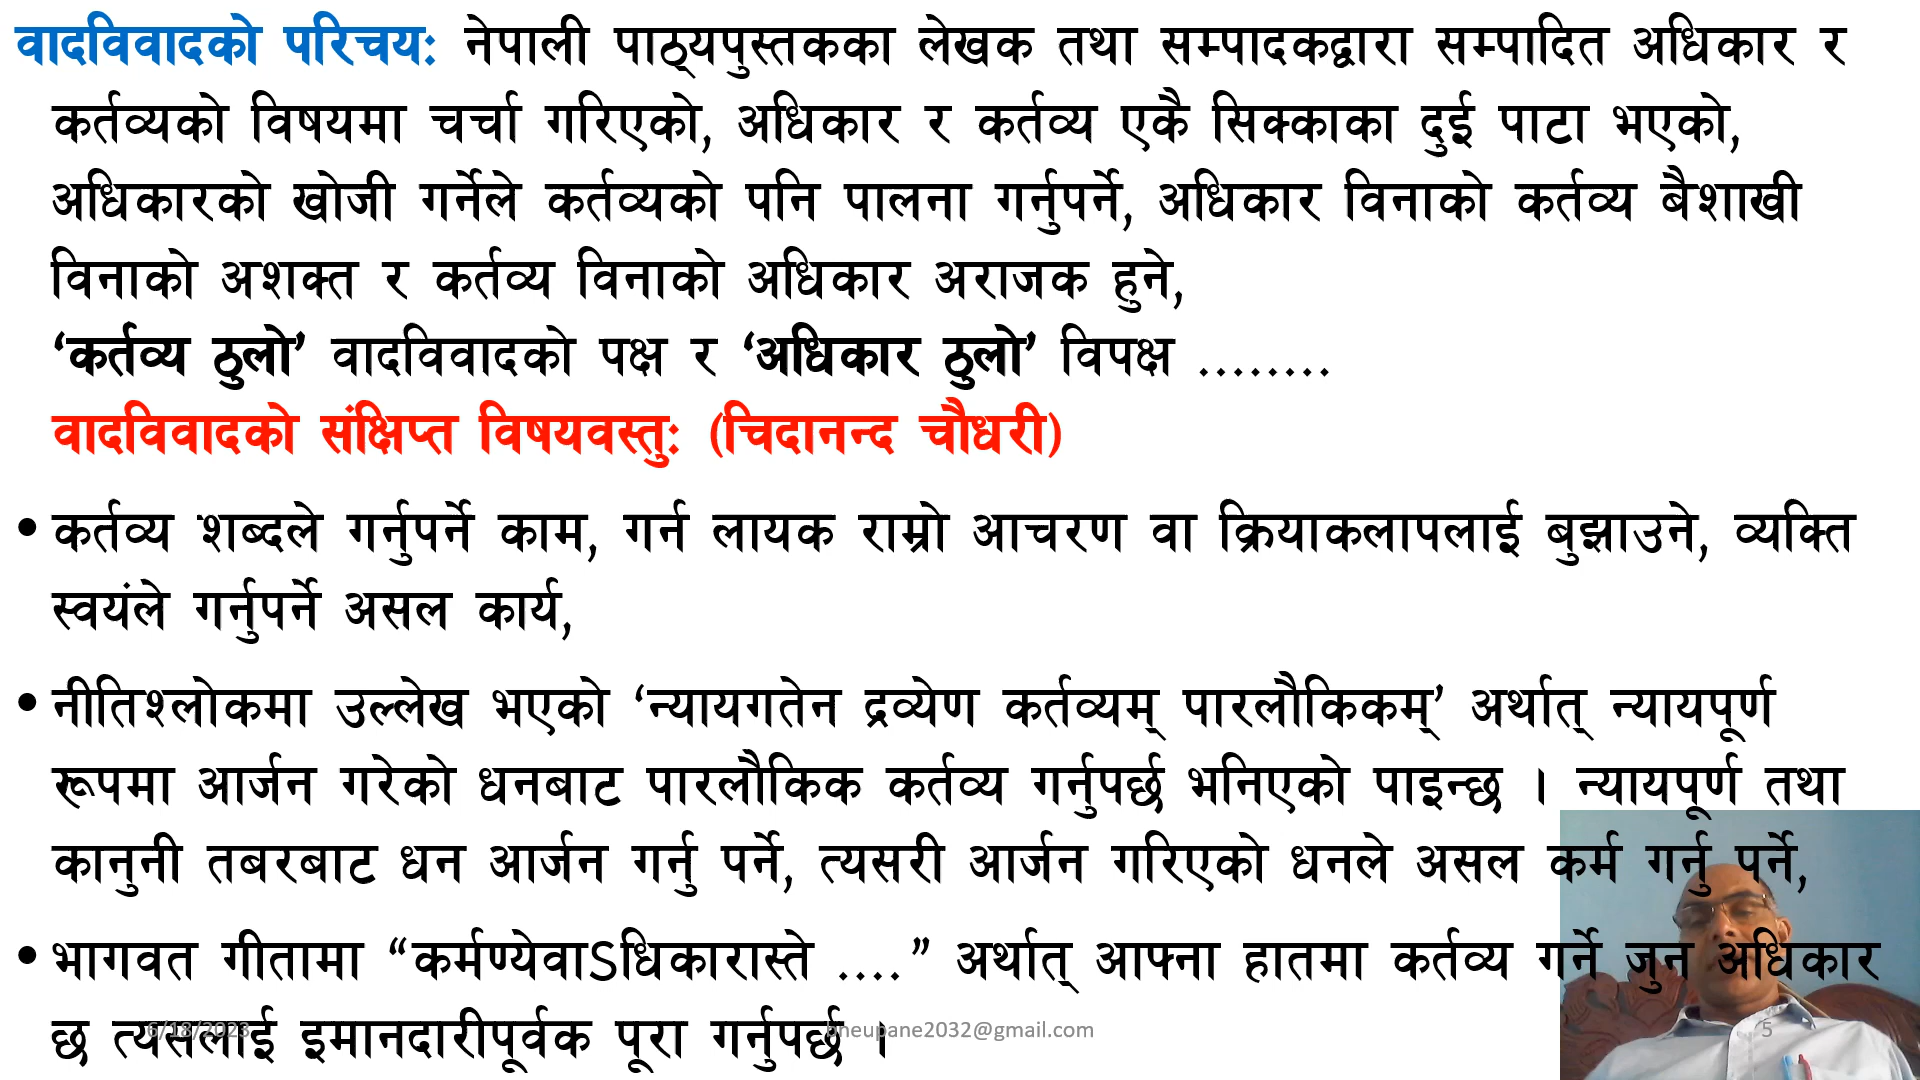 वादविवादको परिचयः नेपाली पाठ्यपुस्तकका लेखक तथा सम्पादकद्वारा सम्पादित अधिकार र
कर्तव्यको विषयमा चर्चा गरिएको, अधिकार र कर्तव्य एकै सिक्काका दुई पाटा भएको,
अधिकारको खोजी गर्नेले कर्तव्यको पनि पालना गर्नुपर्ने, अधिकार विनाको कर्तव्य बैशाखी
विनाको अशक्त र कर्तव्य विनाको अधिकार अराजक हुने,
‘कर्तव्य ठुलो’ वादविवादको पक्ष र ‘अधिकार ठुलो’ विपक्ष ........
वादविवादको संक्षिप्त विषयवस्तुः (चिदानन्द चौधरी)
• कर्तव्य शब्दले गर्नुपर्ने काम, गर्न लायक राम्रो आचरण वा क्रियाकलापलाई बुझाउने, व्यक्ति
स्वयंले गर्नुपर्ने असल कार्य,
• नीतिश्लोकमा उल्लेख भएको ‘न्यायगतेन द्रव्येण कर्तव्यम् पारलौकिकम्’ अर्थात् न्यायपूर्ण
रूपमा आर्जन गरेको धनबाट पारलौकिक कर्तव्य गर्नुपर्छ भनिएको पाइन्छ । न्यायपूर्ण तथा
कानुनी तबरबाट धन आर्जन गर्नु पर्ने, त्यसरी आर्जन गरिएको धनले असल कर्म गर्नु पर्ने,
• भागवत गीतामा “कर्मण्येवाSधिकारास्ते ....” अर्थात् आफ्ना हातमा कर्तव्य गर्ने जुन अधिकार
छ त्यसलाई इमानदारीपूर्वक पूरा गर्नुपर्छ ।
6/18/2023 bneupane2032@gmail.com 5